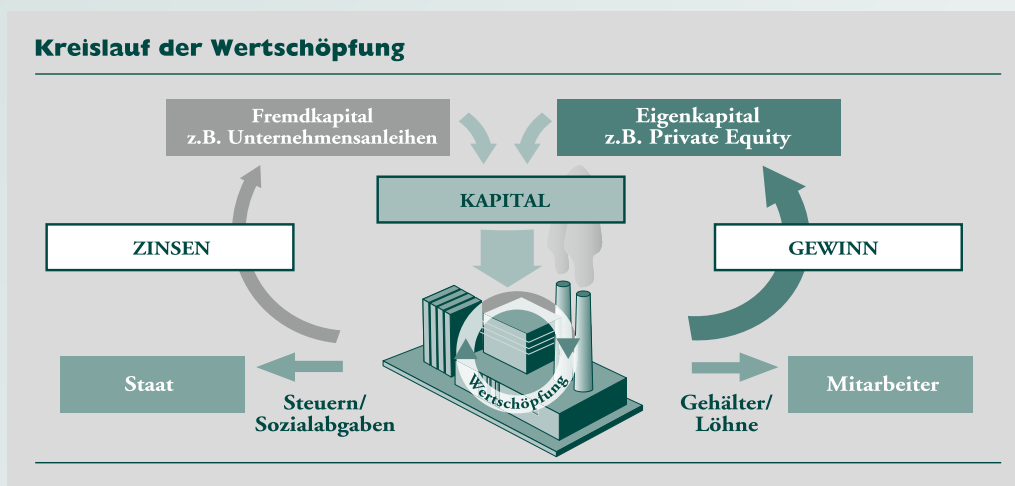 Kreislauf der Wertschöpfung
Fremdkapital
z.B. Unternehmensanleihen
Eigenkapital
z.B. Private Equity
KAPITAL
ZINSEN
GEWINN
Wertschöpfung
Staat
Steuern/
Sozialabgaben
Gehälter/
Löhne
Mitarbeiter